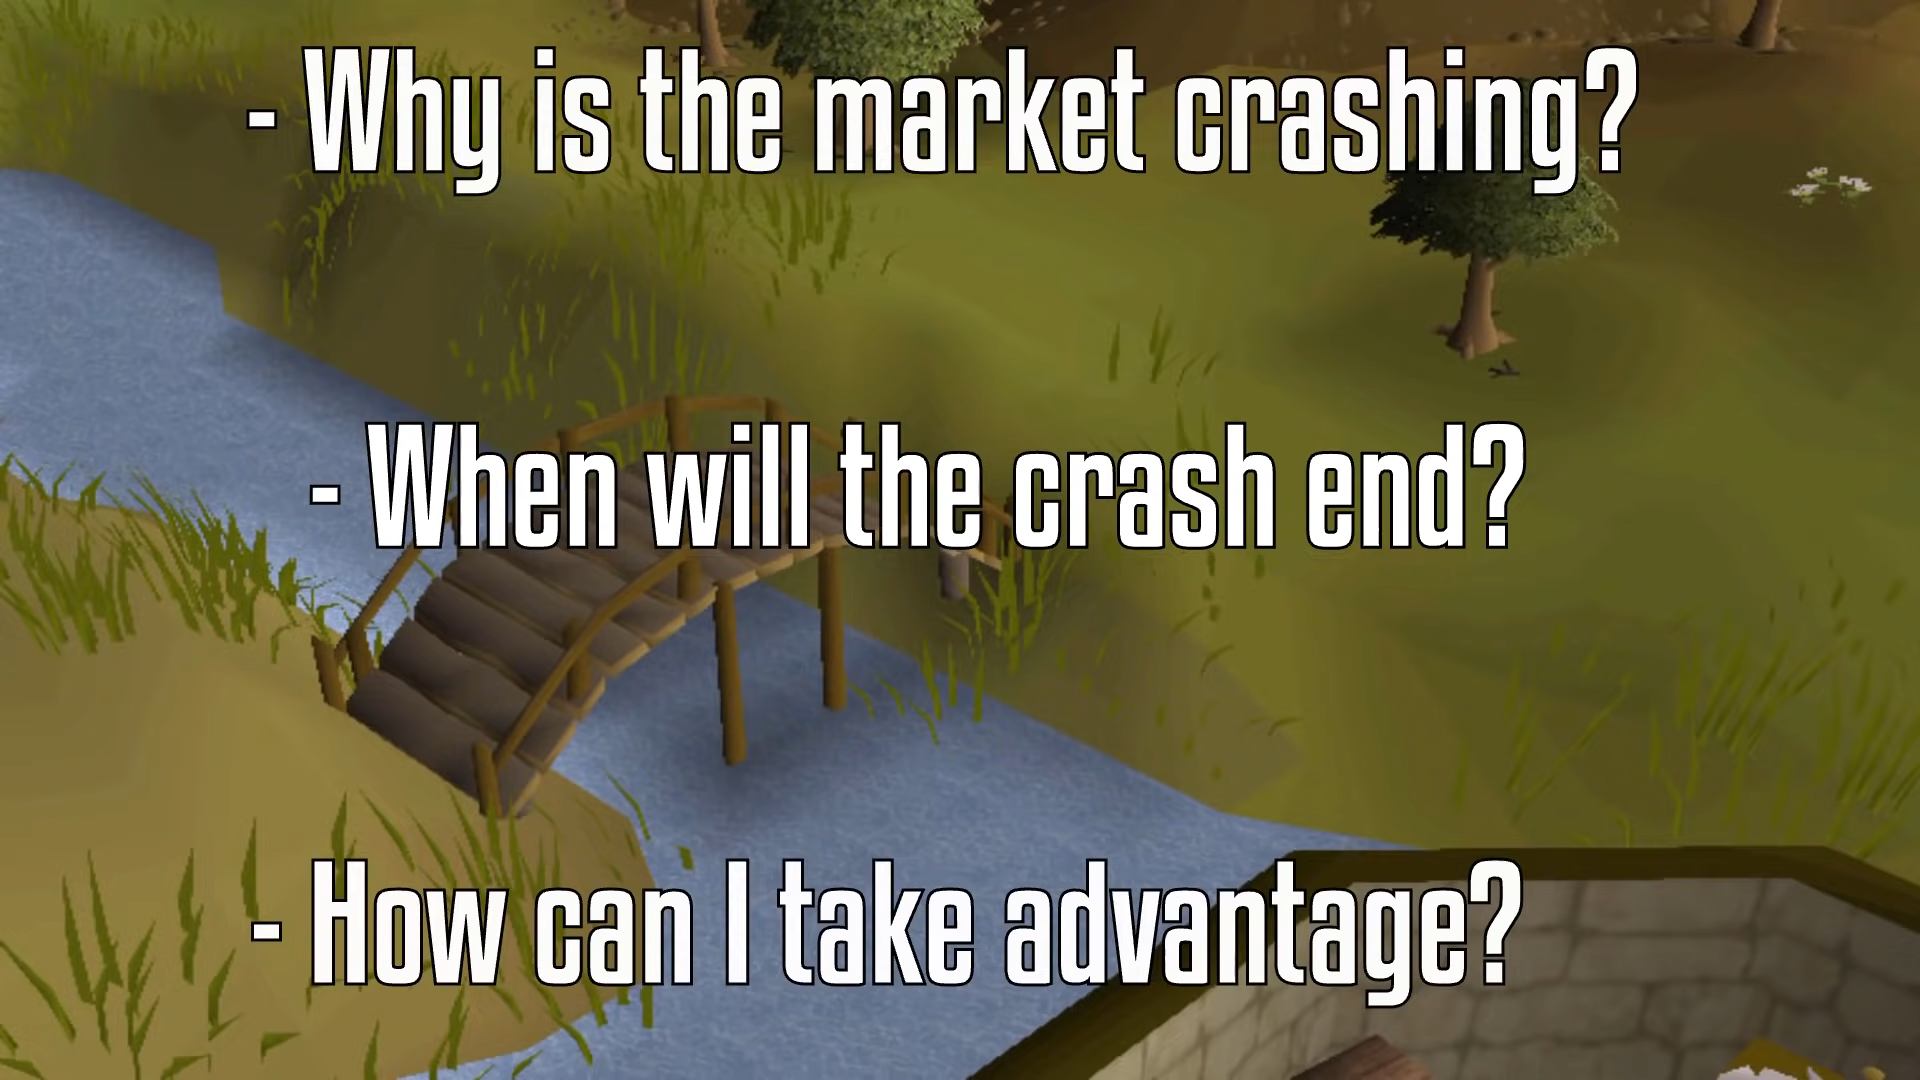 - Why is the market crashing?
- When will the crash end?
- How can I take advantage?